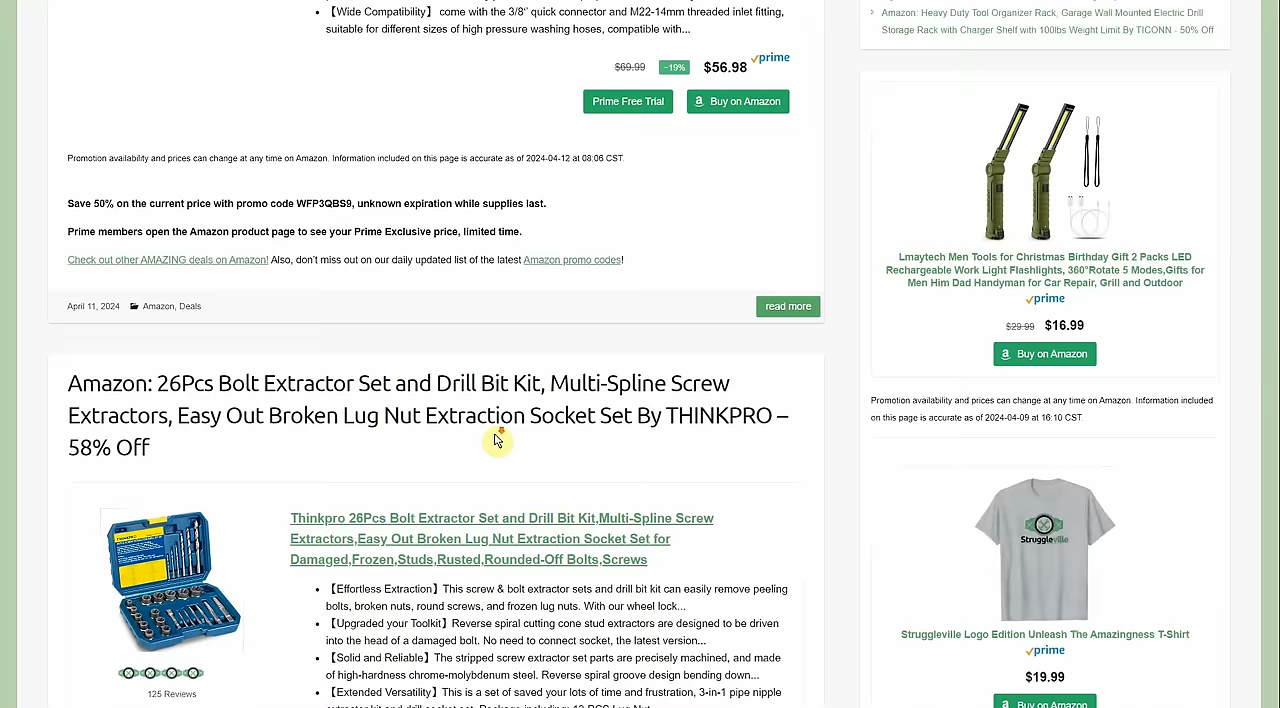 【Wide Compatibility】 come with the 3/8" quick connector and M22-14mm threaded inlet fitting,
suitable for different sizes of high pressure washing hoses, compatible with...
$69.99 −19% $56.98 prime
Prime Free Trial
Buy on Amazon
Promotion availability and prices can change at any time on Amazon. Information included on this page is accurate as of 2024-04-12 at 08:06 CST.
Save 50% on the current price with promo code WFP3QBS9, unknown expiration while supplies last.
Prime members open the Amazon product page to see your Prime Exclusive price, limited time.
Check out other AMAZING deals on Amazon! Also, don't miss out on our daily updated list of the latest Amazon promo codes!
April 11, 2024 Amazon, Deals
read more
Amazon: 26Pcs Bolt Extractor Set and Drill Bit Kit, Multi-Spline Screw
Extractors, Easy Out Broken Lug Nut Extraction Socket Set By THINKPRO –
58% Off
THINKPRO
125 Reviews
Thinkpro 26Pcs Bolt Extractor Set and Drill Bit Kit,Multi-Spline Screw
Extractors,Easy Out Broken Lug Nut Extraction Socket Set for
Damaged,Frozen,Studs,Rusted,Rounded-Off Bolts,Screws
【Effortless Extraction】This screw & bolt extractor sets and drill bit kit can easily remove peeling
bolts, broken nuts, round screws, and frozen lug nuts. With our wheel lock...
【Upgraded your Toolkit】Reverse spiral cutting cone stud extractors are designed to be driven
into the head of a damaged bolt. No need to connect socket, the latest version...
【Solid and Reliable】The stripped screw extractor set parts are precisely machined, and made
of high-hardness chrome-molybdenum steel. Reverse spiral groove design bending down...
【Extended Versatility】This is a set of saved your lots of time and frustration, 3-in-1 pipe nipple
Amazon: Heavy Duty Tool Organizer Rack, Garage Wall Mounted Electric Drill
Storage Rack with Charger Shelf with 100lbs Weight Limit By TICONN - 50% Off
Lmaytech Men Tools for Christmas Birthday Gift 2 Packs LED
Rechargeable Work Light Flashlights, 360°Rotate 5 Modes,Gifts for
Men Him Dad Handyman for Car Repair, Grill and Outdoor
prime
$29.99 $16.99
Buy on Amazon
Promotion availability and prices can change at any time on Amazon. Information included
on this page is accurate as of 2024-04-09 at 16:10 CST.
Struggleville
Struggleville Logo Edition Unleash The Amazingness T-Shirt
prime
$19.99
Buy on Amazon